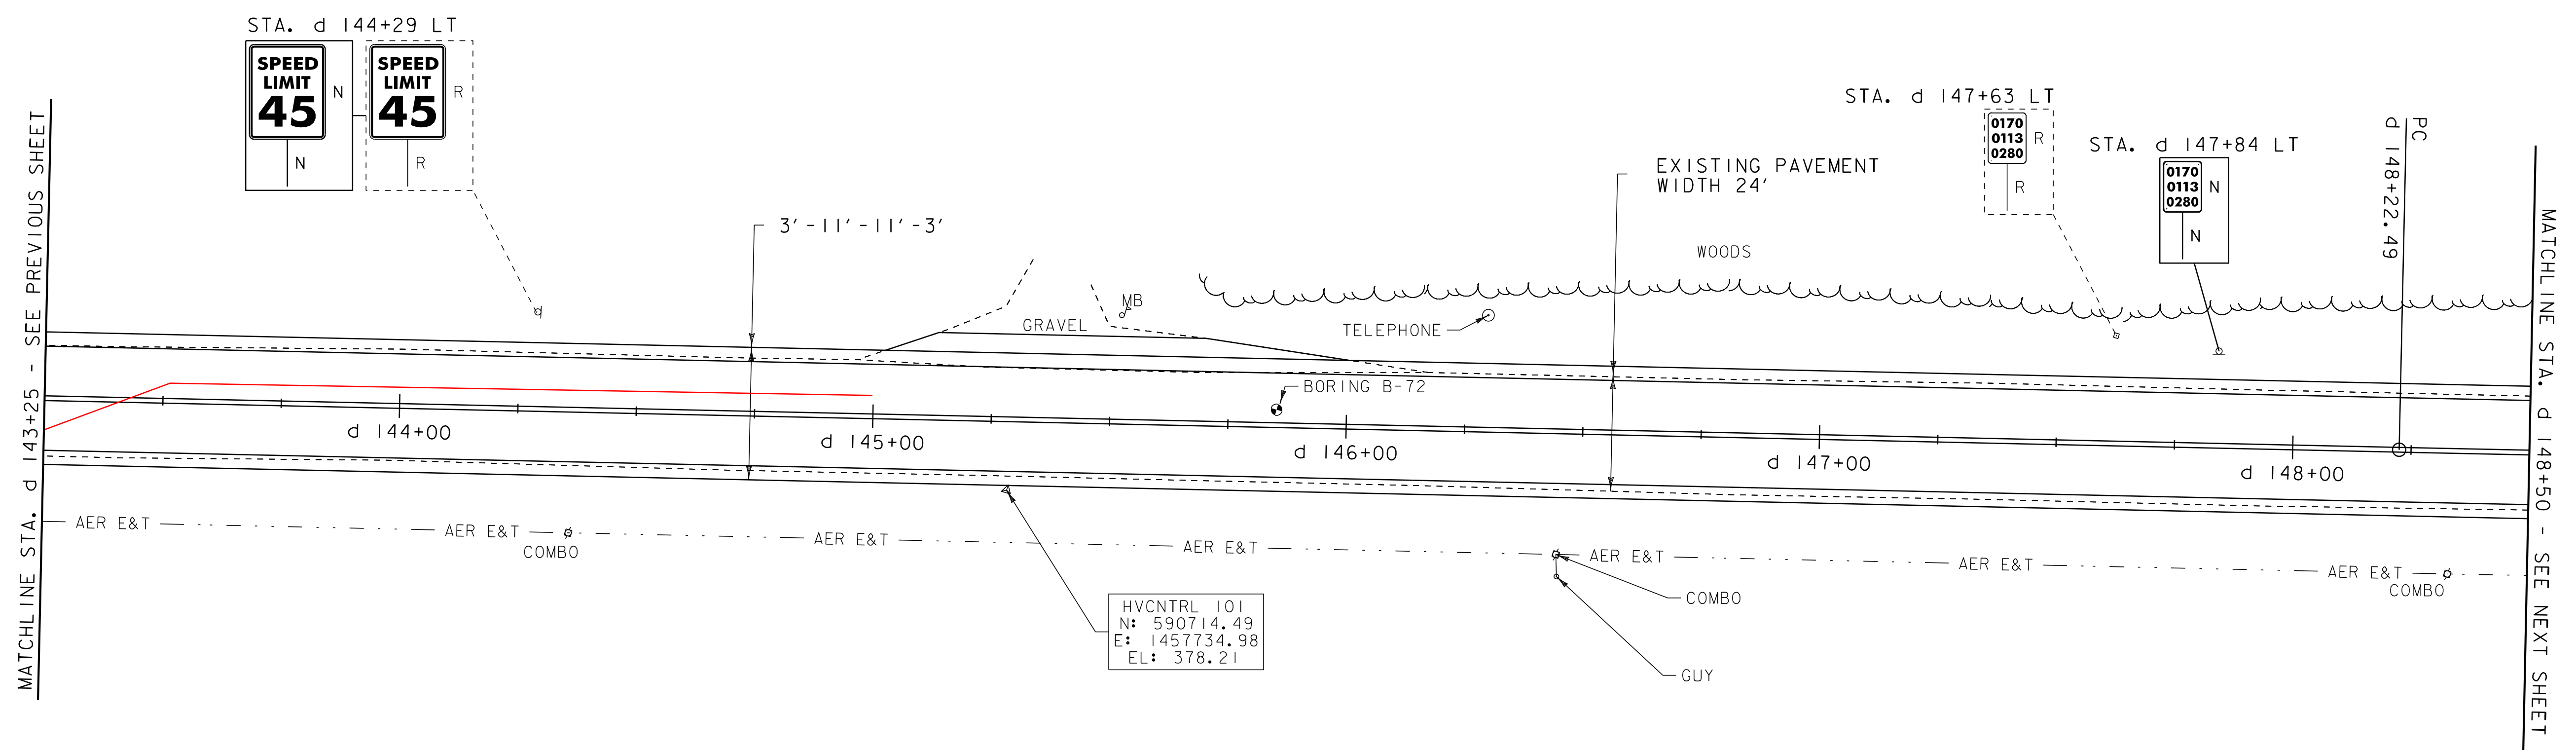 STA. d 144+29 LT
SPEED
LIMIT
45
N
N
SPEED
LIMIT
45
R
R
STA. d 147+63 LT
0170
0113
0280
R
R
STA. d 147+84 LT
0170
0113
0280
N
N
PC
d 148+22.49
MATCHLINE STA. d 143+25 - SEE PREVIOUS SHEET
3'-11'-11'-3'
EXISTING PAVEMENT
WIDTH 24'
WOODS
MB
GRAVEL
TELEPHONE
BORING B-72
d 144+00
d 145+00
d 146+00
d 147+00
d 148+00
AER E&T
AER E&T
COMBO
AER E&T
AER E&T
AER E&T
AER E&T
AER E&T
COMBO
COMBO
GUY
HVCNTRL 101
N: 590714.49
E: 1457734.98
EL: 378.21
MATCHLINE STA. d 148+50 - SEE NEXT SHEET